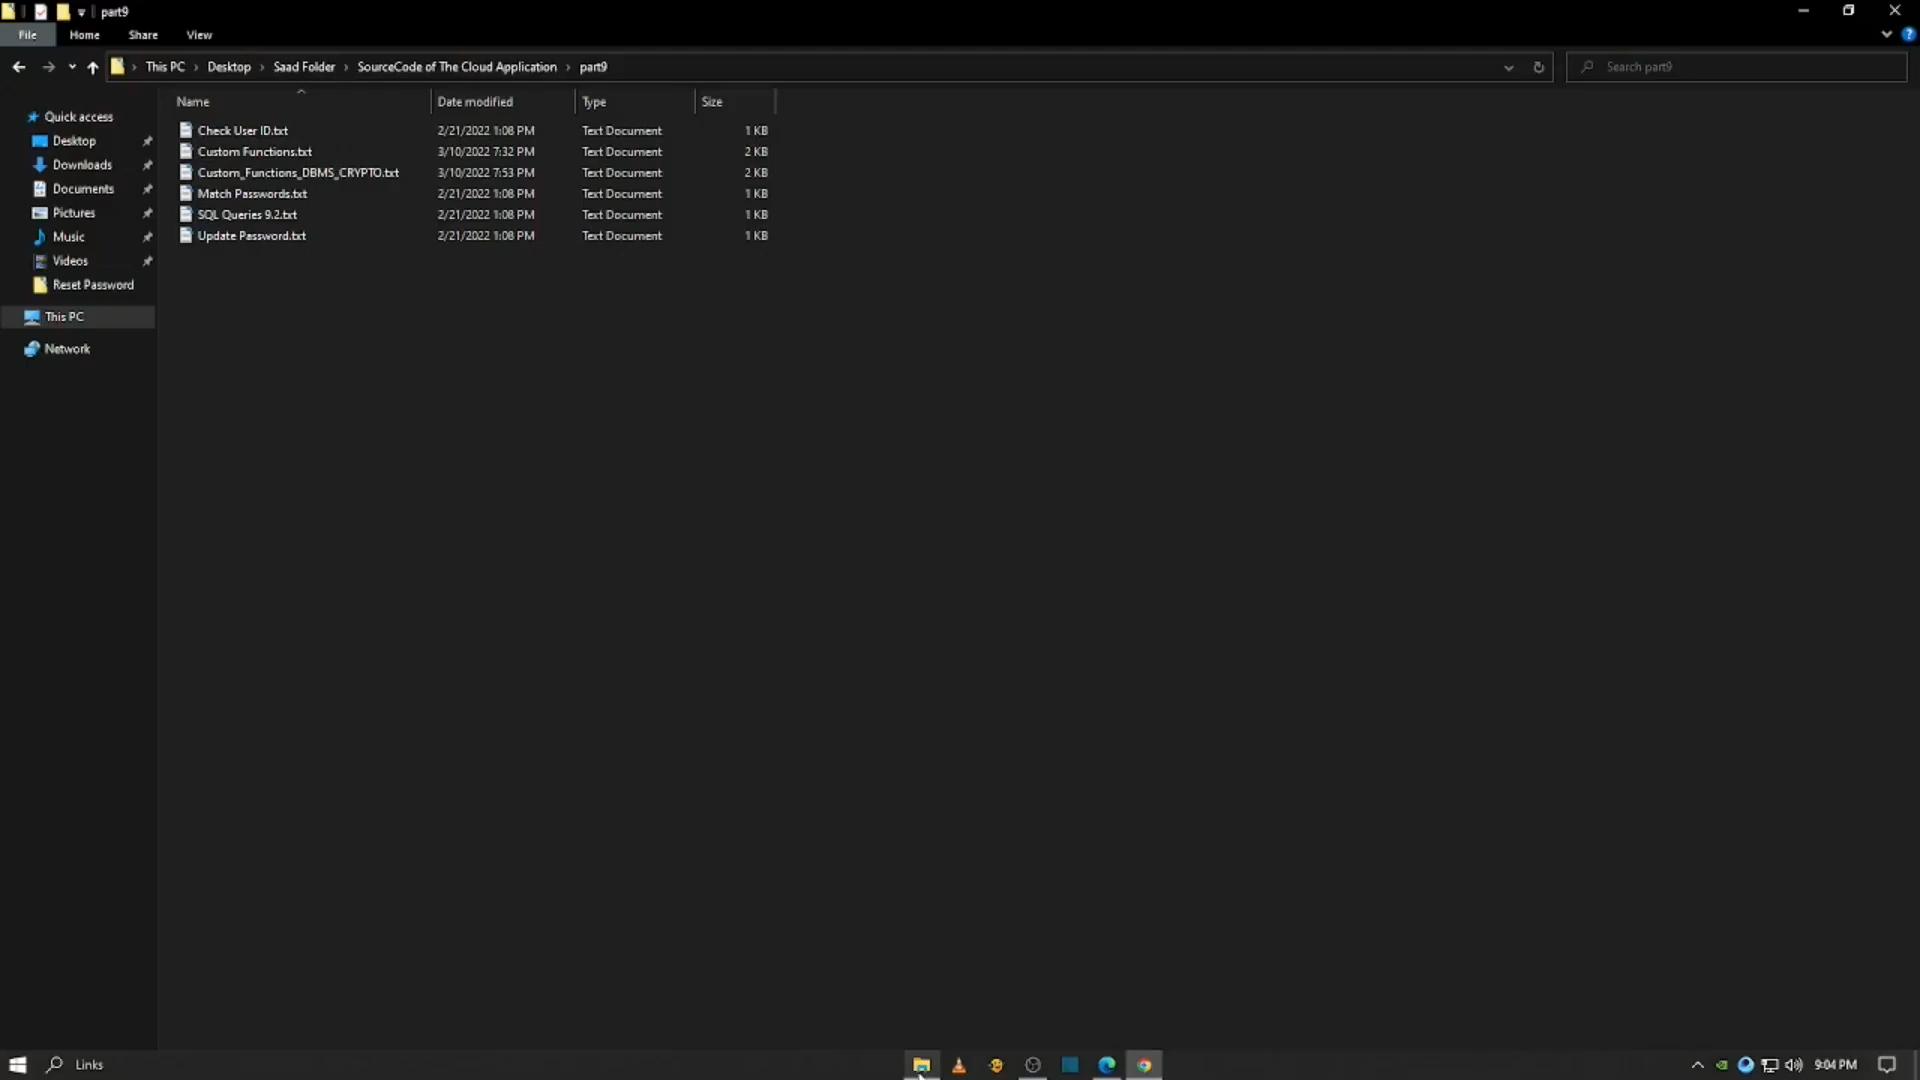 part9
File Home Share View
This PC Desktop Saad Folder SourceCode of The Cloud Application part9 Search part9
Name Date modified Type Size
Check User ID.txt 2/21/2022 1:08 PM Text Document 1 KB
Custom Functions.txt 3/10/2022 7:32 PM Text Document 2 KB
Custom_Functions_DBMS_CRYPTO.txt 3/10/2022 7:53 PM Text Document 2 KB
Match Passwords.txt 2/21/2022 1:08 PM Text Document 1 KB
SQL Queries 9.2.txt 2/21/2022 1:08 PM Text Document 1 KB
Update Password.txt 2/21/2022 1:08 PM Text Document 1 KB
Quick access
Desktop
Downloads
Documents
Pictures
Music
Videos
Reset Password
This PC
Network
Links 9:04 PM